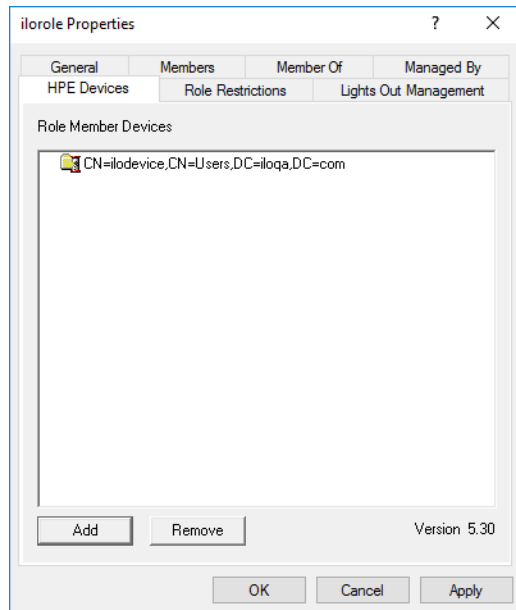 ilorole Properties ? ×
General Members Member Of Managed By
HPE Devices Role Restrictions Lights Out Management
Role Member Devices
CN=ilodevice,CN=Users,DC=iloqa,DC=com
Add Remove Version 5.30
OK Cancel Apply